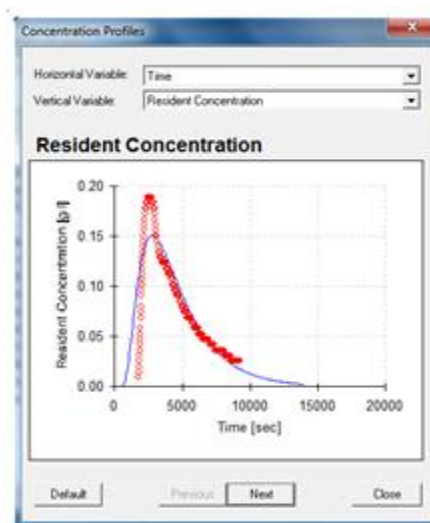 Concentration Profiles
Horizontal Variable: Time
Vertical Variable: Resident Concentration
Resident Concentration
Resident Concentration [g/l]
0.20
0.15
0.10
0.05
0.00
0 5000 10000 15000 20000
Time [sec]
Default Previous Next Close